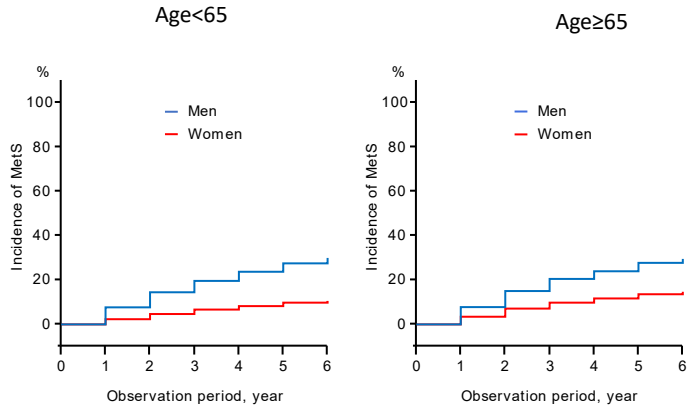 Age<65
%
100
80
60
40
20
0
Incidence of MetS
Men
Women
0 1 2 3 4 5 6
Observation period, year
Age≥65
%
100
80
60
40
20
0
Incidence of MetS
Men
Women
0 1 2 3 4 5 6
Observation period, year